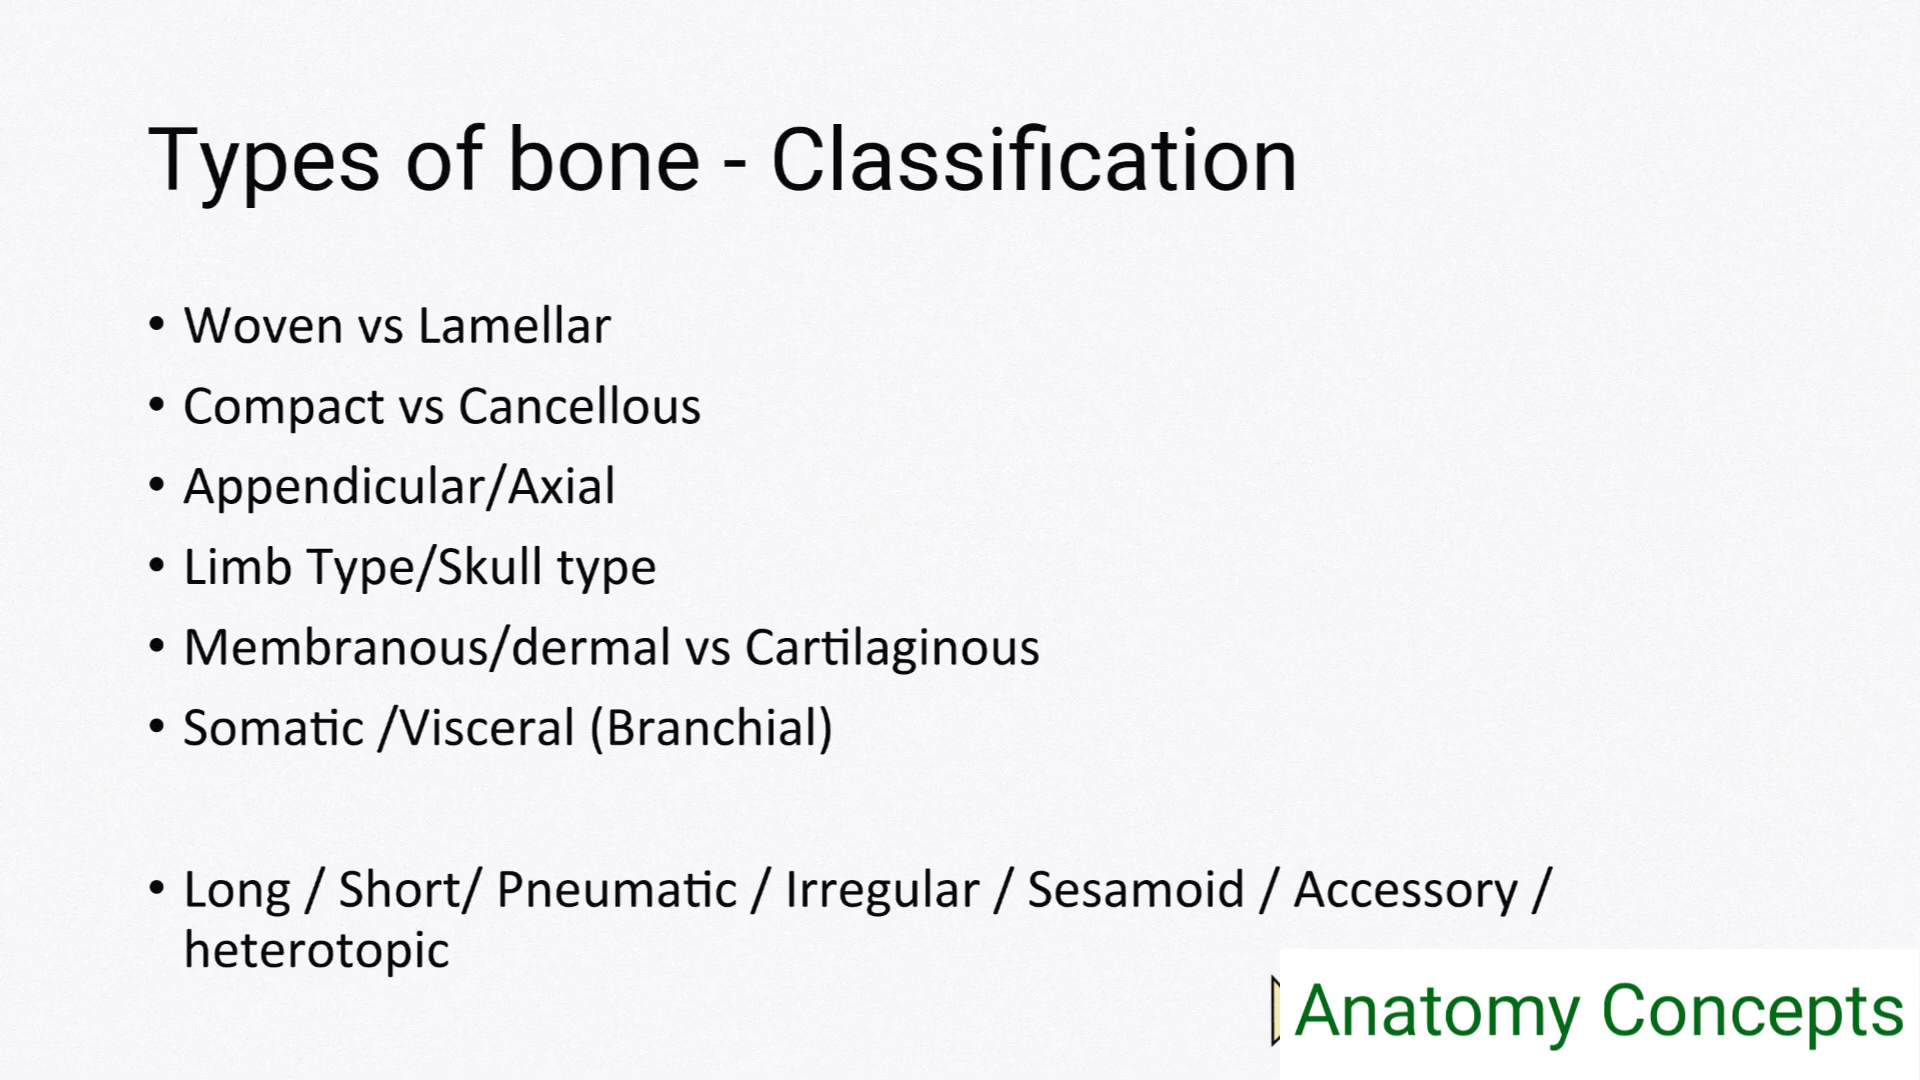 Types of bone - Classification
• Woven vs Lamellar
• Compact vs Cancellous
• Appendicular/Axial
• Limb Type/Skull type
• Membranous/dermal vs Cartilaginous
• Somatic /Visceral (Branchial)
• Long / Short/ Pneumatic / Irregular / Sesamoid / Accessory /
heterotopic
Anatomy Concepts